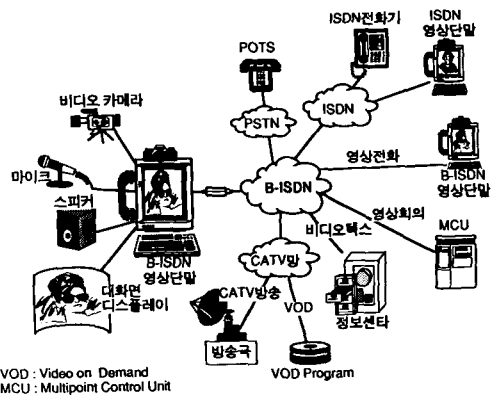 ISDN전화기
ISDN
영상단말
POTS
비디오 카메라
PSTN
ISDN
마이크
영상전화
B-ISDN
영상단말
스피커
B-ISDN
영상회의
비디오텍스
MCU
B-ISDN
영상단말
CATV망
대화면
디스플레이
CATV방송
VOD
정보센타
방송국
VOD Program
VOD : Video on Demand
MCU : Multipoint Control Unit